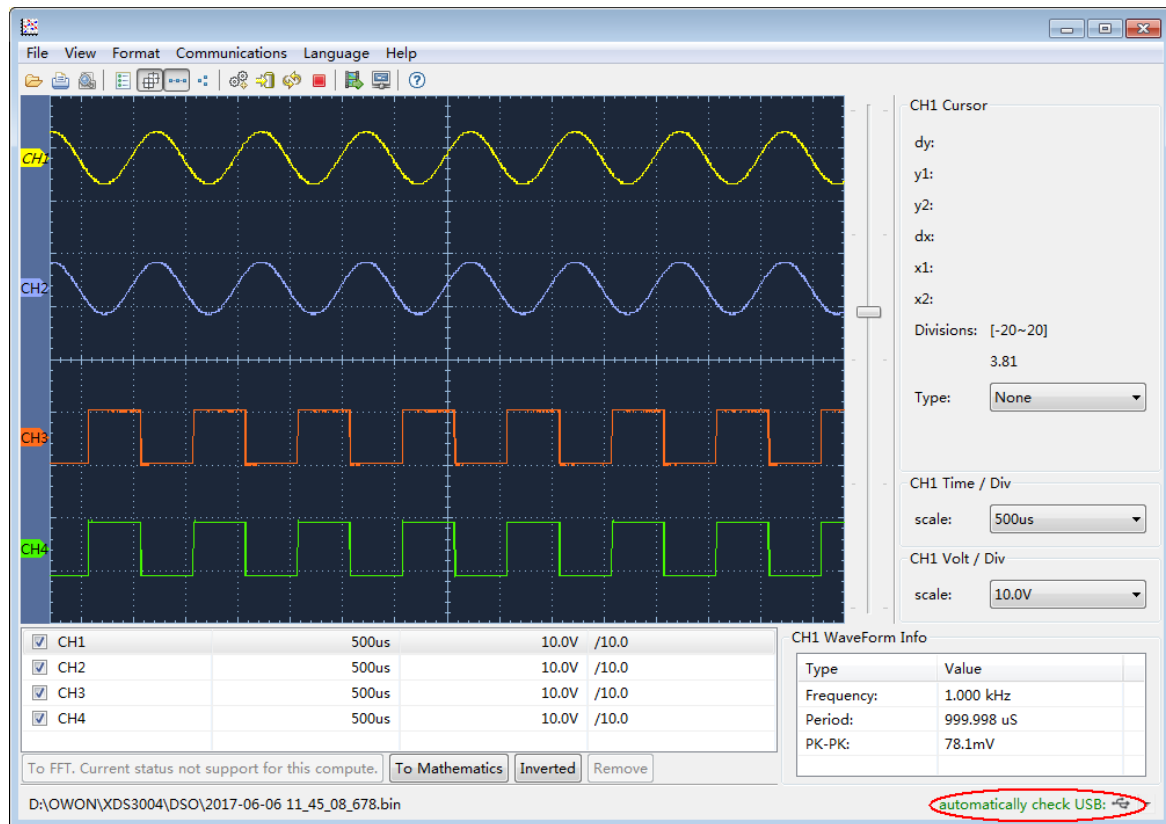 File View Format Communications Language Help
CH1 Cursor
dy:
y1:
y2:
dx:
x1:
x2:
Divisions: [-20~20]
3.81
Type: None
CH1 Time / Div
scale: 500us
CH1 Volt / Div
scale: 10.0V
CH1
CH2
CH3
CH4
CH1 500us 10.0V /10.0
CH2 500us 10.0V /10.0
CH3 500us 10.0V /10.0
CH4 500us 10.0V /10.0
CH1 WaveForm Info
Type Value
Frequency: 1.000 kHz
Period: 999.998 uS
PK-PK: 78.1mV
To FFT. Current status not support for this compute. To Mathematics Inverted Remove
D:\OWON\XDS3004\DSO\2017-06-06 11_45_08_678.bin
automatically check USB: